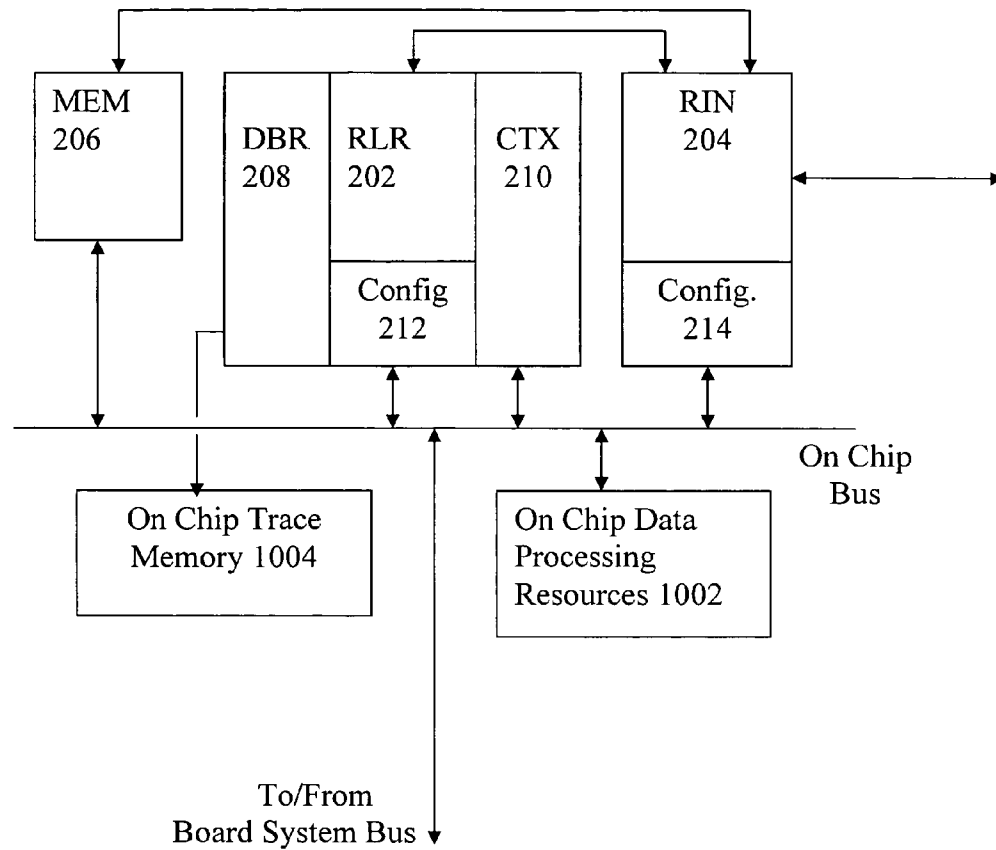 MEM
206
DBR
208
RLR
202
CTX
210
RIN
204
Config
212
Config.
214
On Chip
Bus
On Chip Trace
Memory 1004
On Chip Data
Processing
Resources 1002
To/From
Board System Bus